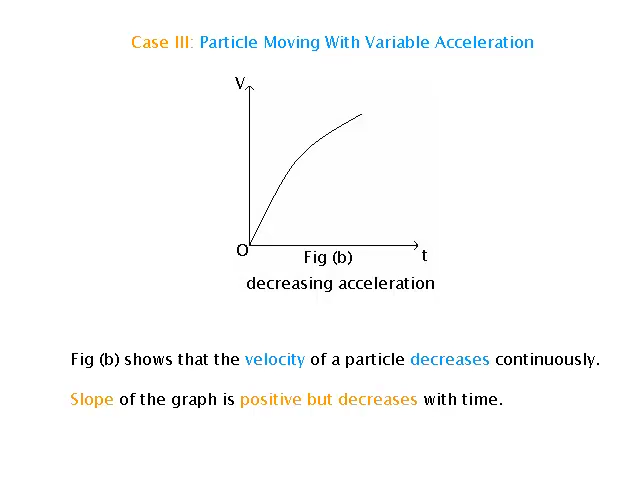 Case III: Particle Moving With Variable Acceleration
V
O
Fig (b)
t
decreasing acceleration
Fig (b) shows that the velocity of a particle decreases continuously.
Slope of the graph is positive but decreases with time.